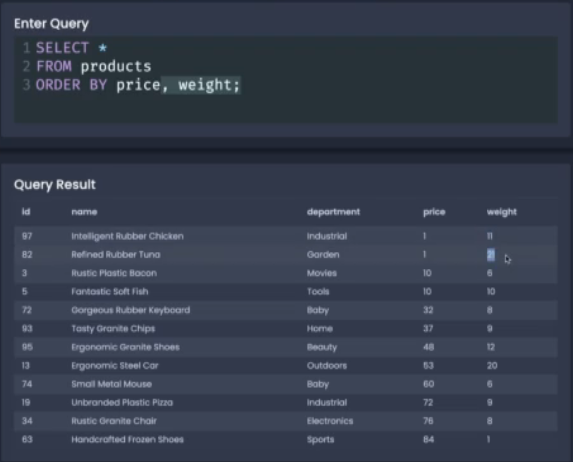 Enter Query
1 SELECT *
2 FROM products
3 ORDER BY price, weight;
Query Result
id name department price weight
97 Intelligent Rubber Chicken Industrial 1 11
82 Refined Rubber Tuna Garden 1 21
3 Rustic Plastic Bacon Movies 10 6
5 Fantastic Soft Fish Tools 10 10
72 Gorgeous Rubber Keyboard Baby 32 8
93 Tasty Granite Chips Home 37 9
95 Ergonomic Granite Shoes Beauty 48 12
13 Ergonomic Steel Car Outdoors 53 20
74 Small Metal Mouse Baby 60 6
19 Unbranded Plastic Pizza Industrial 72 9
34 Rustic Granite Chair Electronics 76 8
63 Handcrafted Frozen Shoes Sports 84 1